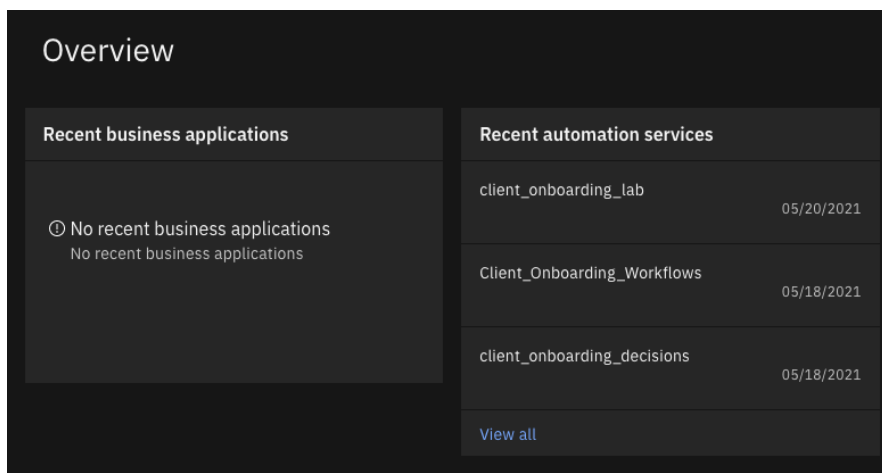 Overview
Recent business applications
No recent business applications
No recent business applications
Recent automation services
client_onboarding_lab
05/20/2021
Client_Onboarding_Workflows
05/18/2021
client_onboarding_decisions
05/18/2021
View all